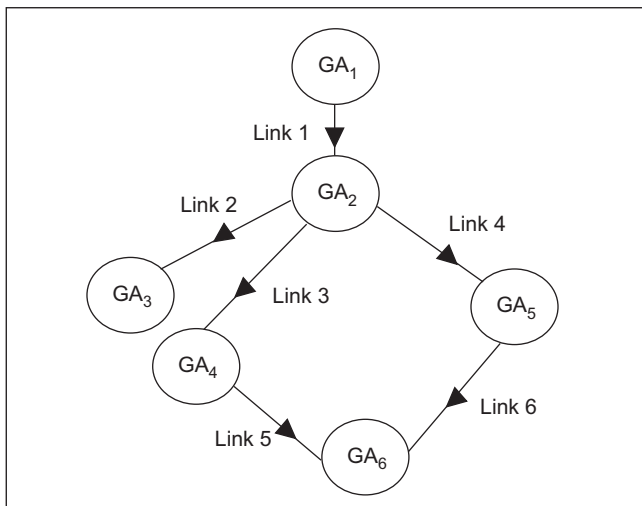 GA₁
Link 1
GA₂
Link 2
Link 4
GA₃
Link 3
GA₅
GA₄
Link 6
Link 5
GA₆